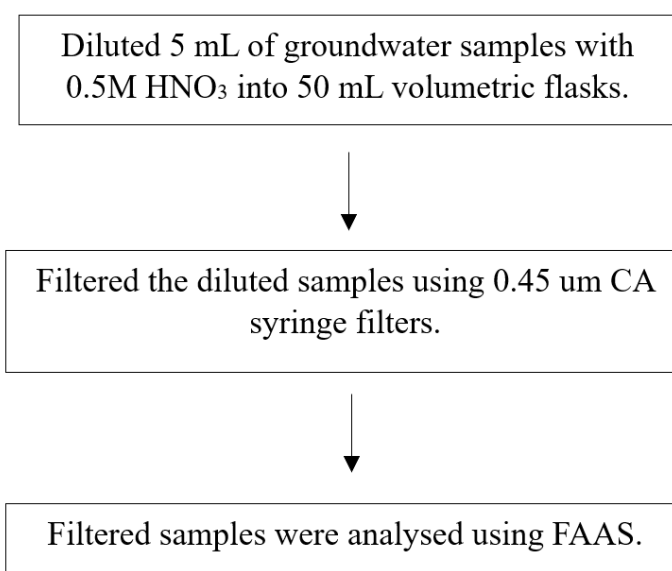 Diluted 5 mL of groundwater samples with
0.5M HNO₃ into 50 mL volumetric flasks.
Filtered the diluted samples using 0.45 um CA
syringe filters.
Filtered samples were analysed using FAAS.